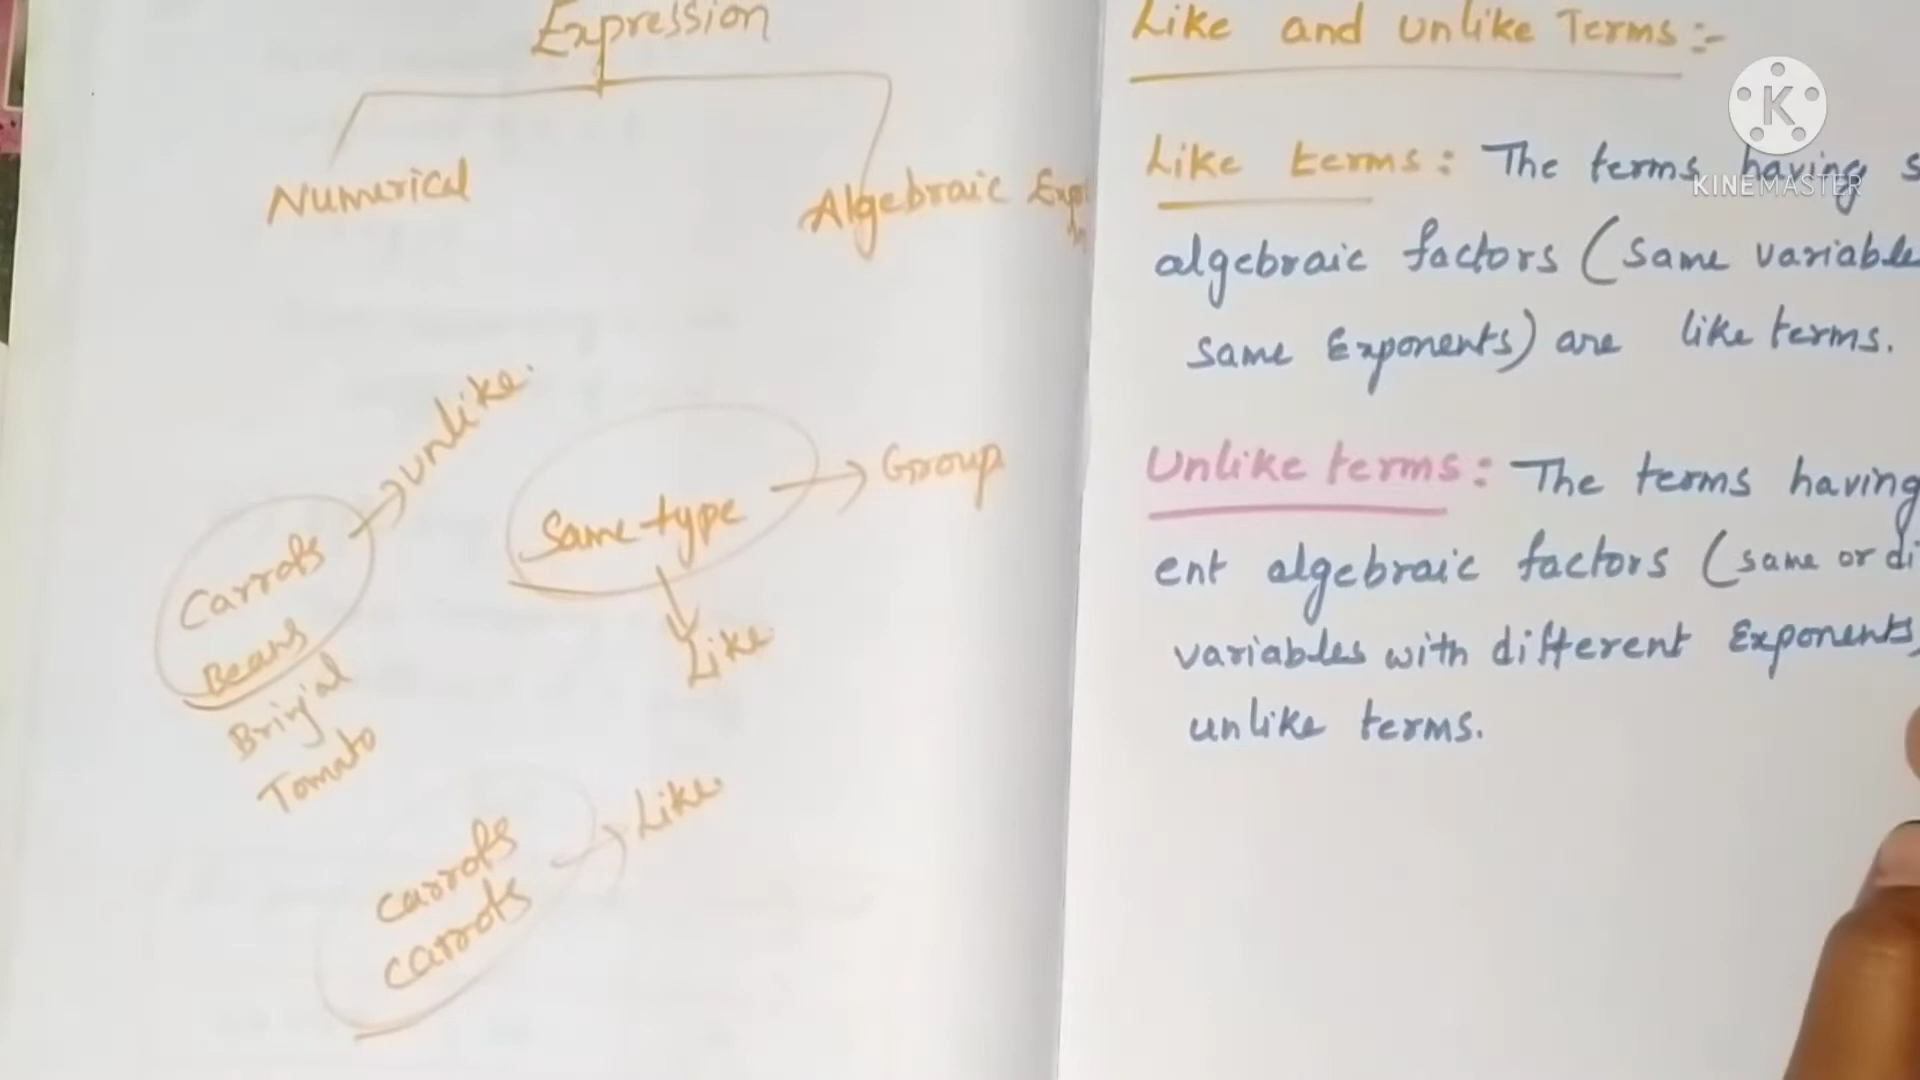 Expression
Numerical
Algebraic
unlike.
Carrots
Beans
Brinjal
Tomato
Same type
Group
Like
Carrots
Carrots
Like
Like and unlike Terms :-
Like terms : The terms having
algebraic factors (same variable
same Exponents) are like terms.
Unlike terms : The terms having
ent algebraic factors (same or di
variables with different Exponents)
unlike terms.
K
KINEMASTER